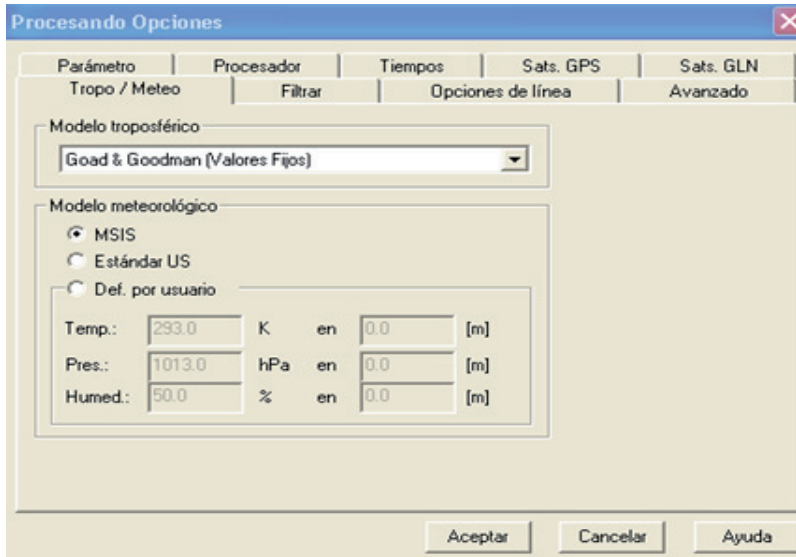 Procesando Opciones
Parámetro Procesador Tiempos Sats. GPS Sats. GLN
Tropo / Meteo Filtrar Opciones de línea Avanzado
Modelo troposférico
Goad & Goodman (Valores Fijos)
Modelo meteorológico
MSIS
Estándar US
Def. por usuario
Temp.: 293.0 K en 0.0 [m]
Pres.: 1013.0 hPa en 0.0 [m]
Humed.: 50.0 % en 0.0 [m]
Aceptar Cancelar Ayuda